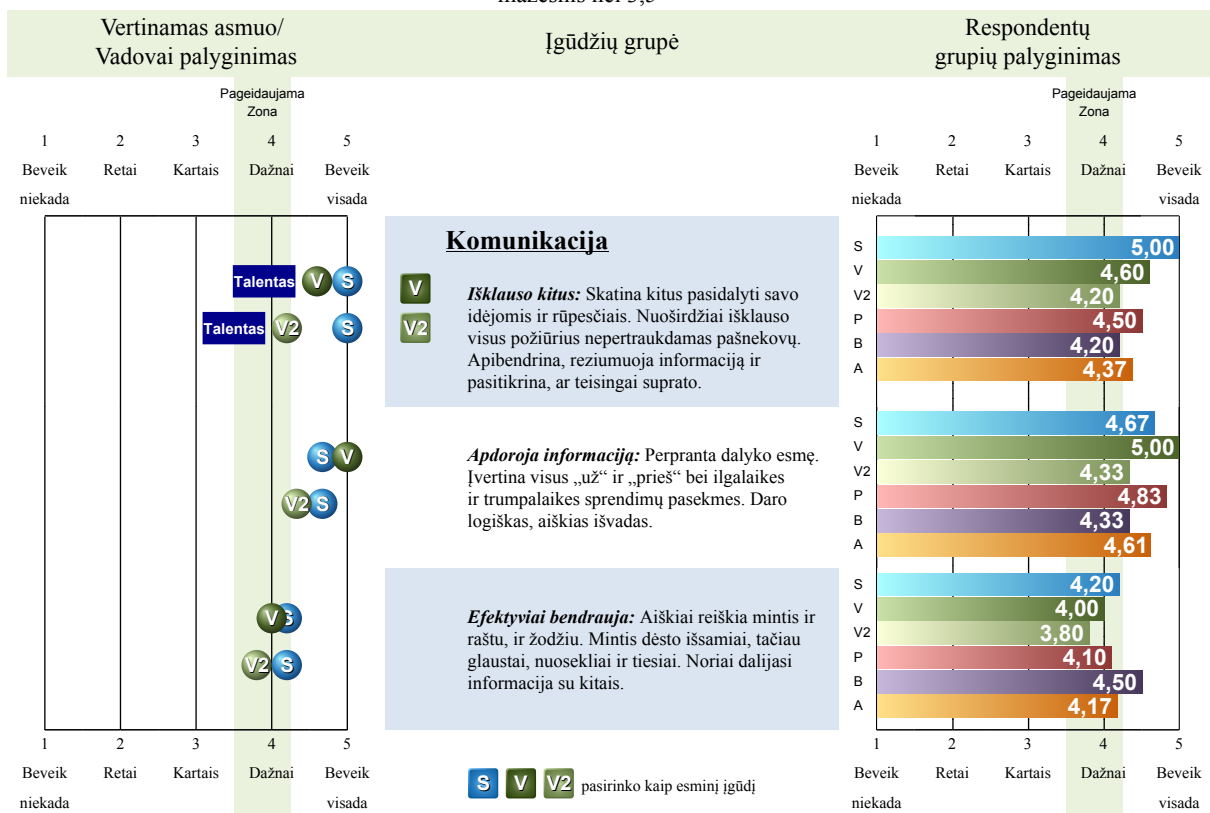 mažesnis nei 3,5
Vertinamas asmuo/
Vadovai palyginimas
Įgūdžių grupė
Respondentų
grupių palyginimas
Pageidaujama
Zona
1 2 3 4 5
Beveik Retai Kartais Dažnai Beveik
niekada visada
Pageidaujama
Zona
1 2 3 4 5
Beveik Retai Kartais Dažnai Beveik
niekada visada
Talentas V S
Talentas V2 S
S V
V2 S
V S
V2 S
1 2 3 4 5
Beveik Retai Kartais Dažnai Beveik
niekada visada
Komunikacija
V
V2
Išklauso kitus: Skatina kitus pasidalyti savo
idėjomis ir rūpesčiais. Nuoširdžiai išklauso
visus požiūrius nepertraukdamas pašnekovų.
Apibendrina, reziumuoja informaciją ir
pasitikrina, ar teisingai suprato.
Apdoroja informaciją: Perpranta dalyko esmę.
Įvertina visus „už“ ir „prieš“ bei ilgalaikes
ir trumpalaikes sprendimų pasekmes. Daro
logiškas, aiškias išvadas.
Efektyviai bendrauja: Aiškiai reiškia mintis ir
raštu, ir žodžiu. Mintis dėsto išsamiai, tačiau
glaustai, nuosekliai ir tiesiai. Noriai dalijasi
informacija su kitais.
S V V2 pasirinko kaip esminį įgūdį
S 5,00
V 4,60
V2 4,20
P 4,50
B 4,20
A 4,37
S 4,67
V 5,00
V2 4,33
P 4,83
B 4,33
A 4,61
S 4,20
V 4,00
V2 3,80
P 4,10
B 4,50
A 4,17
1 2 3 4 5
Beveik Retai Kartais Dažnai Beveik
niekada visada